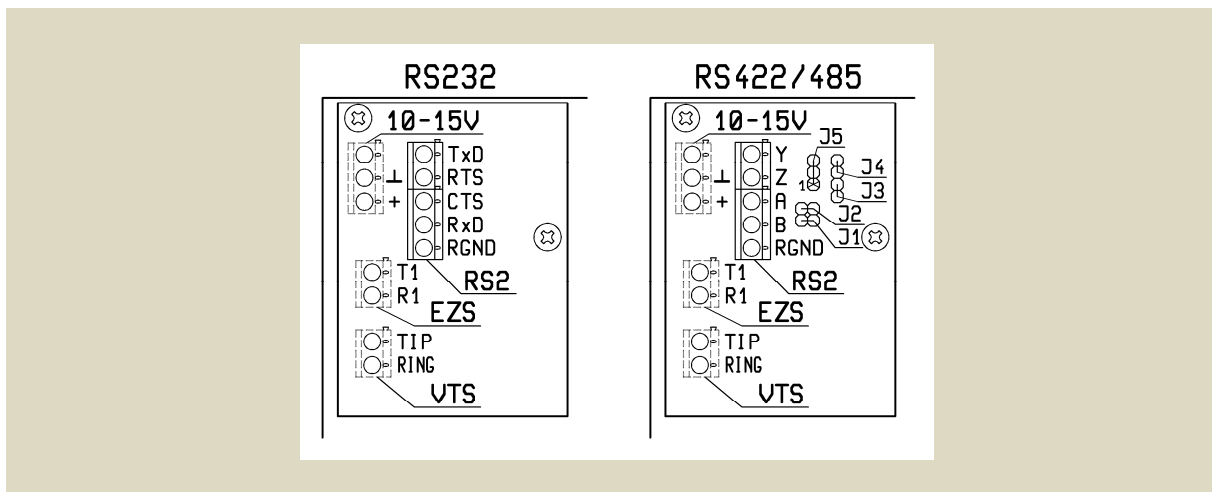 RS232
10-15V
TxD
RTS
⊥
CTS
+
RxD
RGND
RS2
T1
R1
EZS
TIP
RING
VTS
RS422/485
10-15V
J5
Y
J4
Z
⊥
1
J3
A
+
J2
B
J1
RGND
RS2
T1
R1
EZS
TIP
RING
VTS